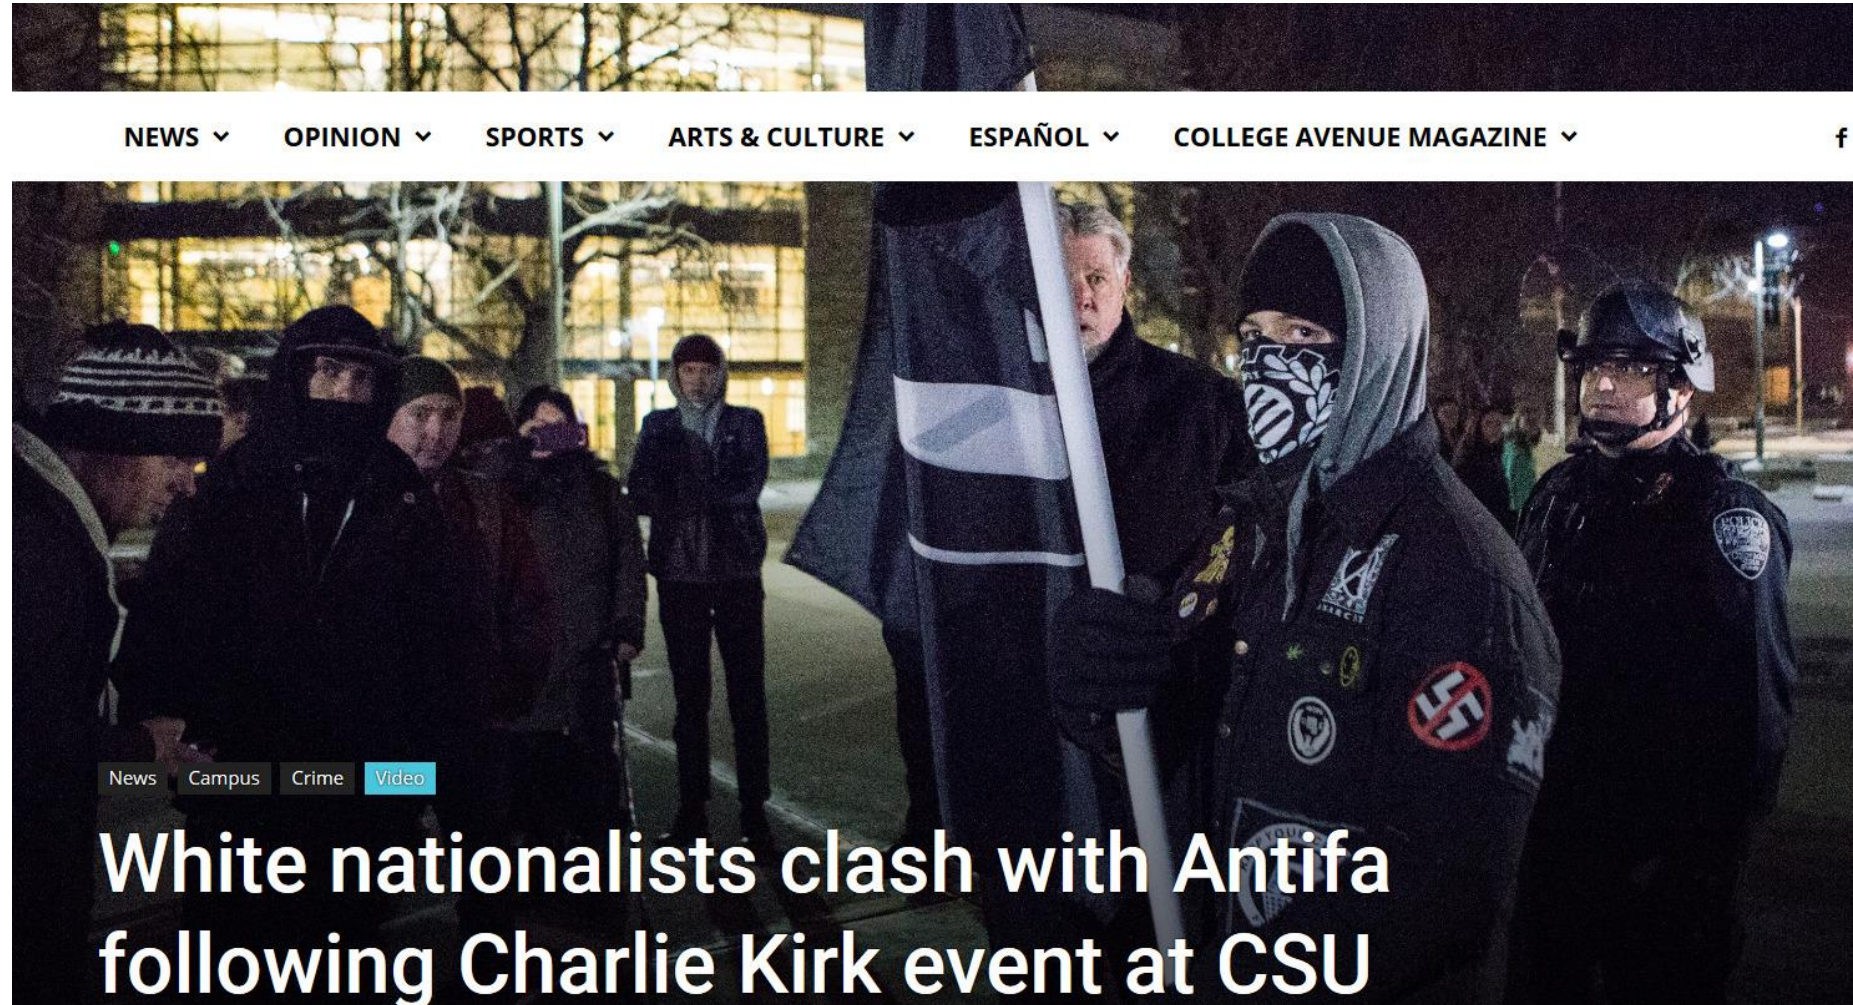 NEWS
OPINION
SPORTS
ARTS & CULTURE
ESPAÑOL
COLLEGE AVENUE MAGAZINE
f
POLICE
News
Campus
Crime
Video
White nationalists clash with Antifa
following Charlie Kirk event at CSU